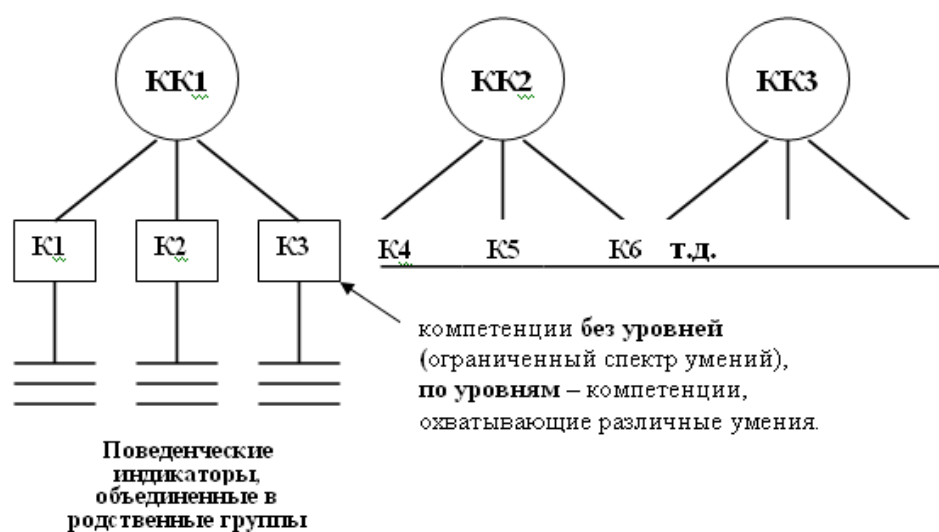 КК1 КК2 КК3
К1 К2 К3 К4 К5 К6 т.д.
компетенции без уровней
(ограниченный спектр умений),
по уровням – компетенции,
охватывающие различные умения.
Поведенческие
индикаторы,
объединенные в
родственные группы